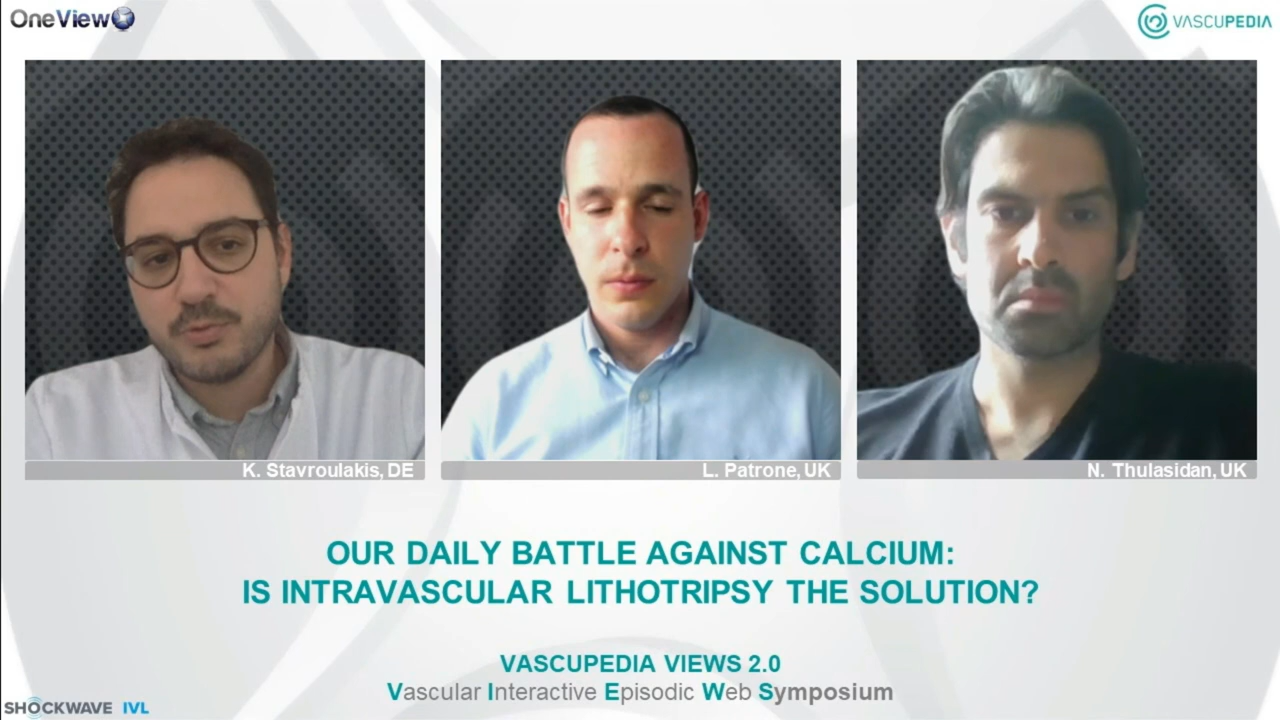 OneView
VASCUPEDIA
K. Stavroulakis, DE
L. Patrone, UK
N. Thulasidan, UK
OUR DAILY BATTLE AGAINST CALCIUM:
IS INTRAVASCULAR LITHOTRIPSY THE SOLUTION?
VASCUPEDIA VIEWS 2.0
Vascular Interactive Episodic Web Symposium
SHOCKWAVE IVL